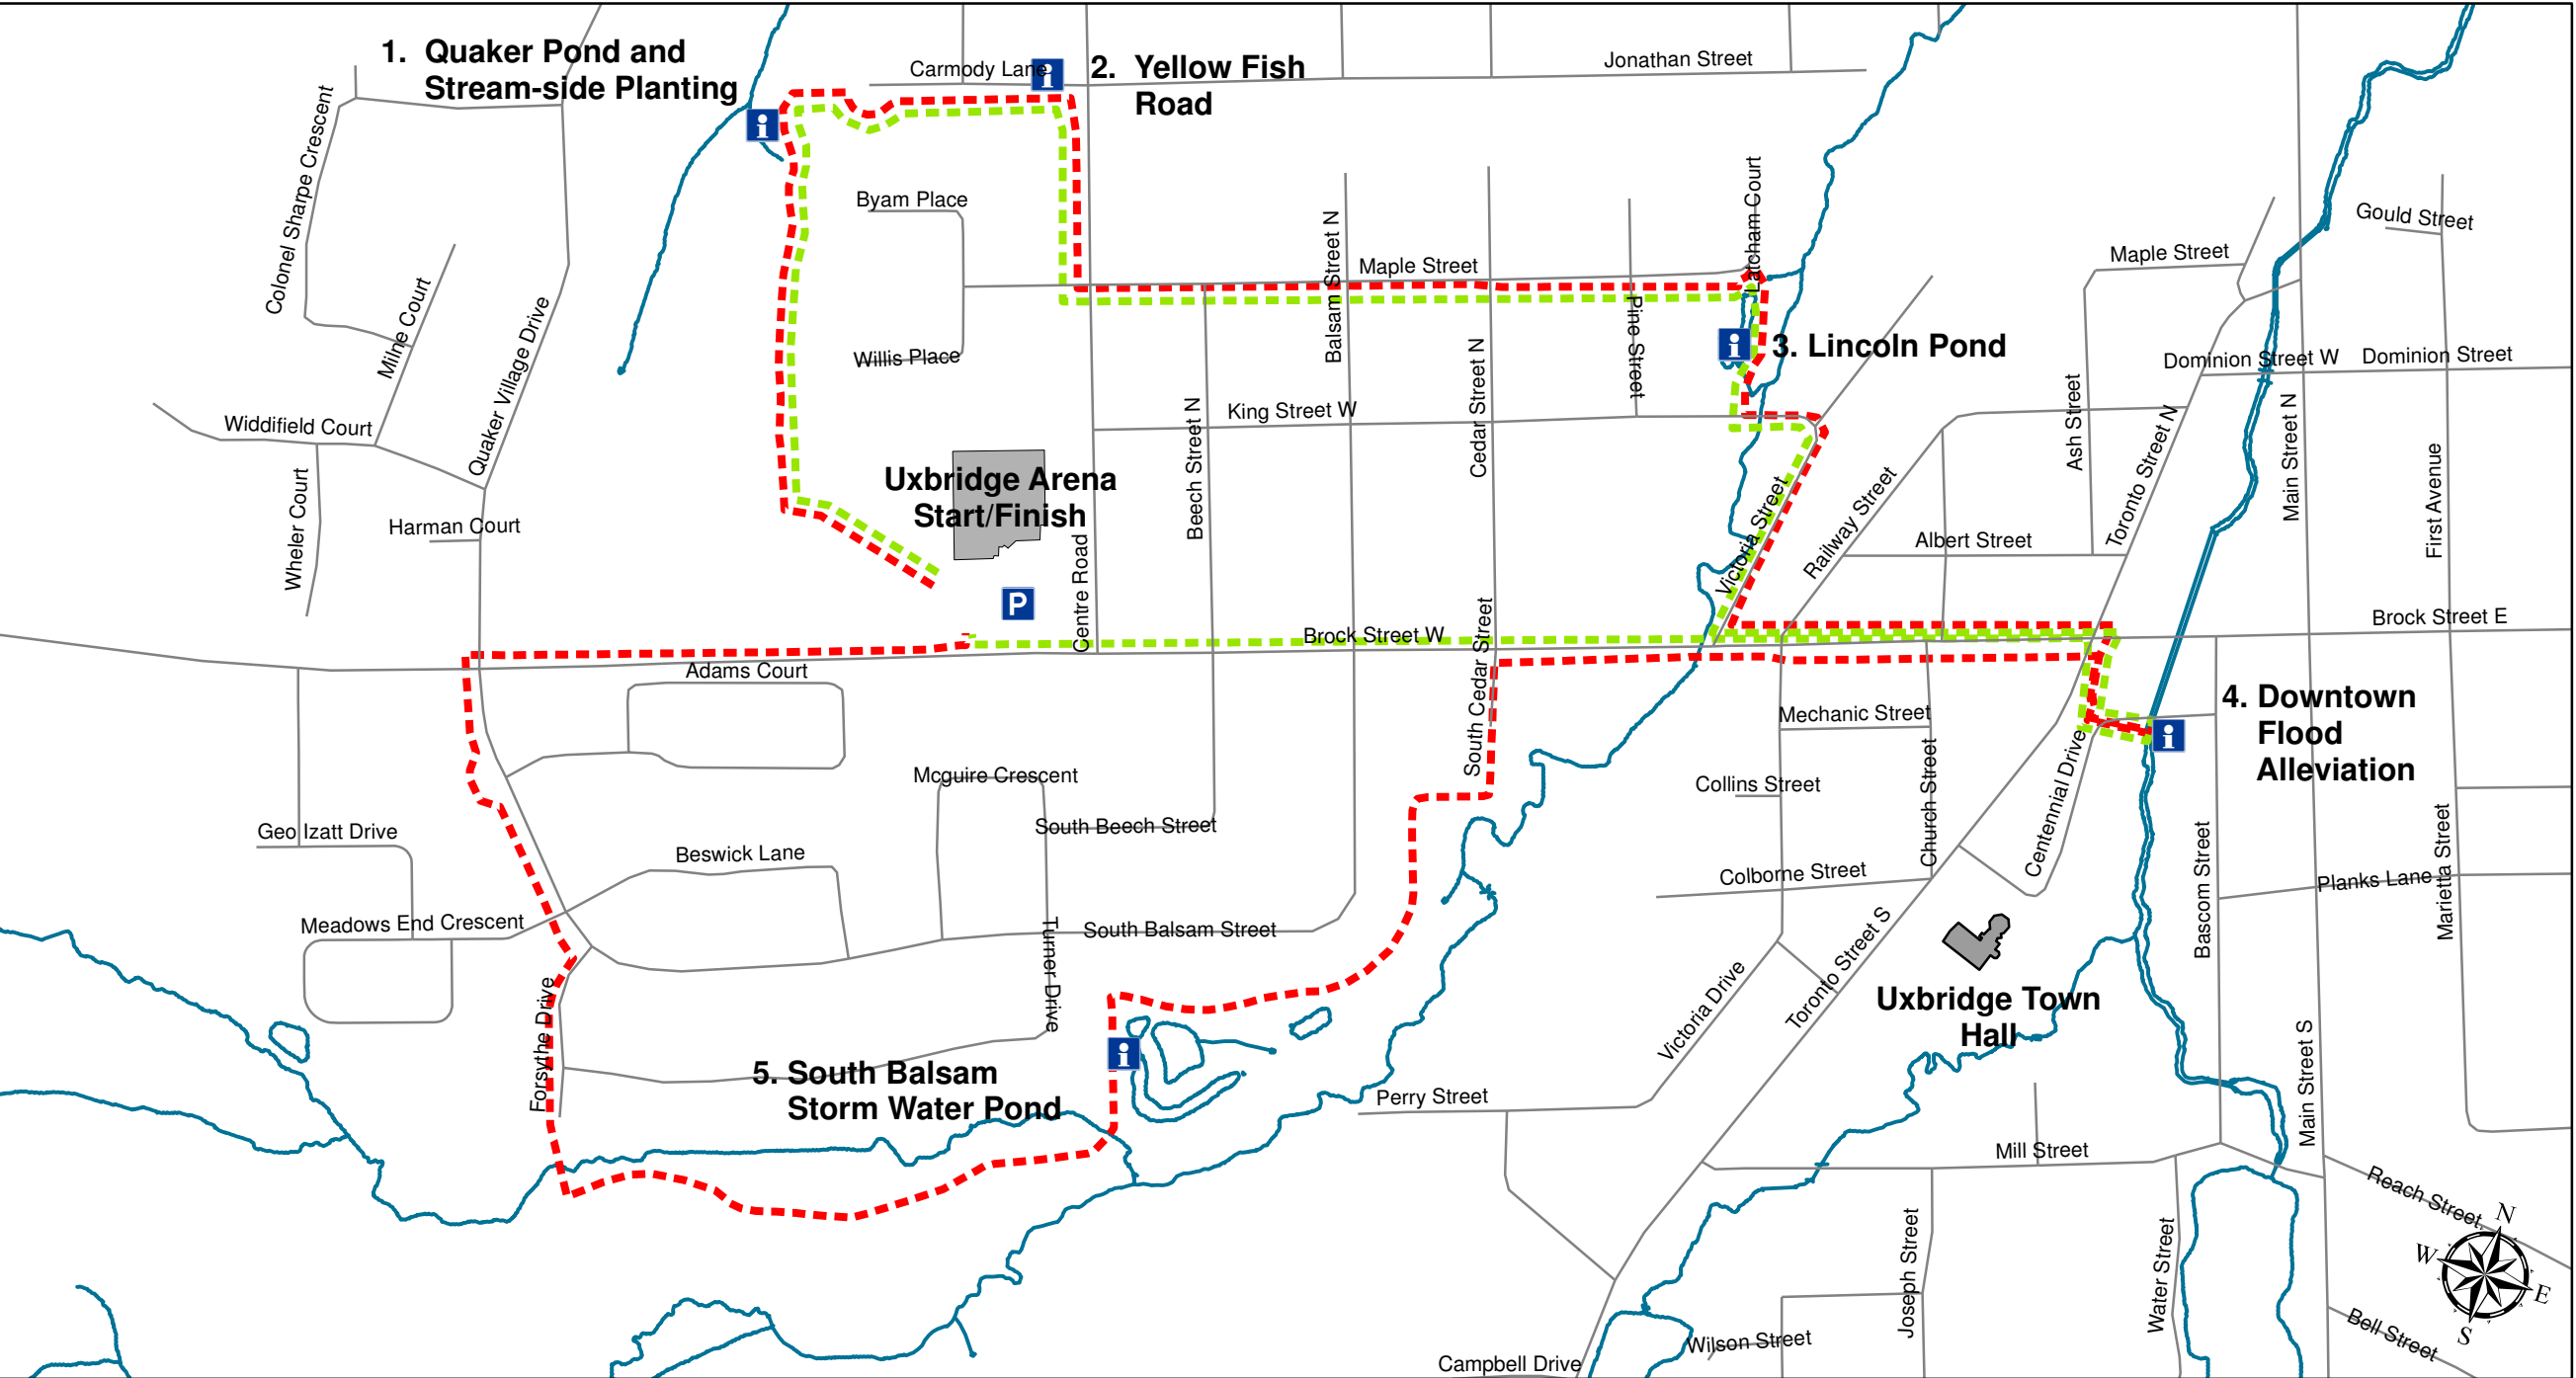 1. Quaker Pond and
Stream-side Planting
Carmody Lane
i
2. Yellow Fish
Road
Jonathan Street
i
Colonel Sharpe Crescent
Byam Place
Latcham Court
Gould Street
Balsam Street N
Maple Street
Maple Street
Milne Court
Quaker Village Drive
Willis Place
Pine Street
i
3. Lincoln Pond
Dominion Street W
Dominion Street
Cedar Street N
Ash Street
Widdifield Court
King Street W
Beech Street N
Toronto Street N
Main Street N
Uxbridge Arena
Start/Finish
Wheler Court
Harman Court
First Avenue
Victoria Street
Railway Street
Albert Street
Centre Road
P
Brock Street W
Brock Street E
South Cedar Street
Adams Court
4. Downtown
Flood
Alleviation
Mechanic Street
i
Mcguire Crescent
Collins Street
Church Street
Centennial Drive
Geo Izatt Drive
South Beech Street
Beswick Lane
Colborne Street
Bascom Street
Planks Lane
Marietta Street
Meadows End Crescent
South Balsam Street
Turner Drive
Toronto Street S
Victoria Drive
Uxbridge Town
Hall
Forsythe Drive
i
5. South Balsam
Storm Water Pond
Perry Street
Main Street S
Mill Street
Reach Street
N
W
E
S
Joseph Street
Water Street
Wilson Street
Bell Street
Campbell Drive